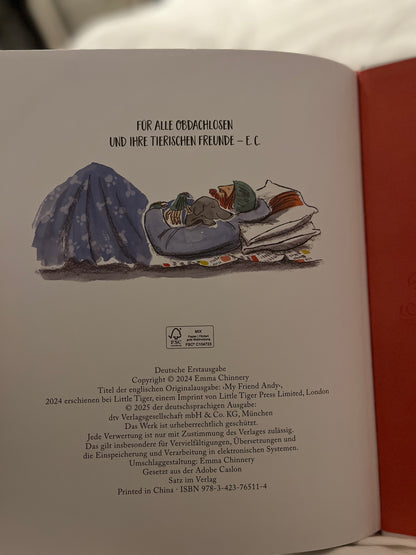 FÜR ALLE OBDACHLOSEN
UND IHRE TIERISCHEN FREUNDE – E. C.
FSC
MIX
FSC® C104723
Deutsche Erstausgabe
Copyright © 2024 Emma Chinnery
Titel der englischen Originalausgabe: ›My Friend Andy‹,
2024 erschienen bei Little Tiger, einem Imprint von Little Tiger Press Limited, London
© 2025 der deutschsprachigen Ausgabe:
dtv Verlagsgesellschaft mbH & Co. KG, München
Das Werk ist urheberrechtlich geschützt.
Jede Verwertung ist nur mit Zustimmung des Verlages zulässig.
Das gilt insbesondere für Vervielfältigungen, Übersetzungen und
die Einspeicherung und Verarbeitung in elektronischen Systemen.
Umschlaggestaltung: Emma Chinnery
Gesetzt aus der Adobe Caslon
Satz im Verlag
Printed in China · ISBN 978-3-423-76511-4